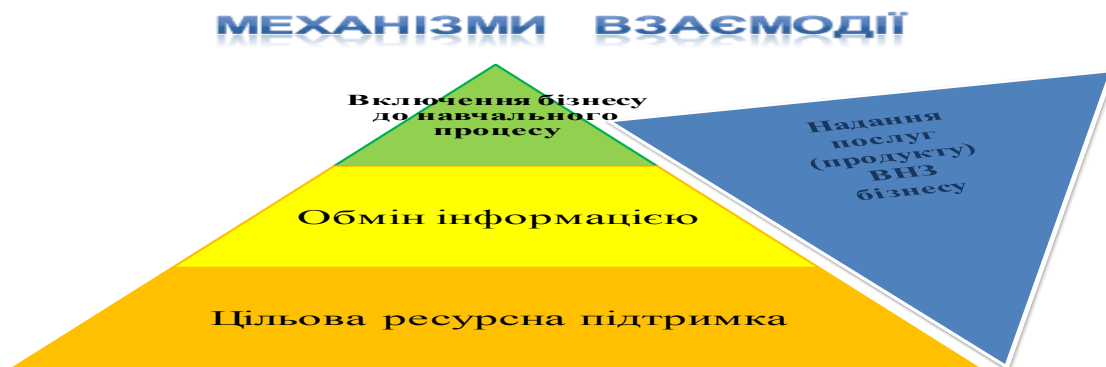 МЕХАНІЗМИ ВЗАЄМОДІЇ
Включення бізнесу
до навчального
процесу
Надання
послуг
(продукту)
ВНЗ
бізнесу
Обмін інформацією
Цільова ресурсна підтримка